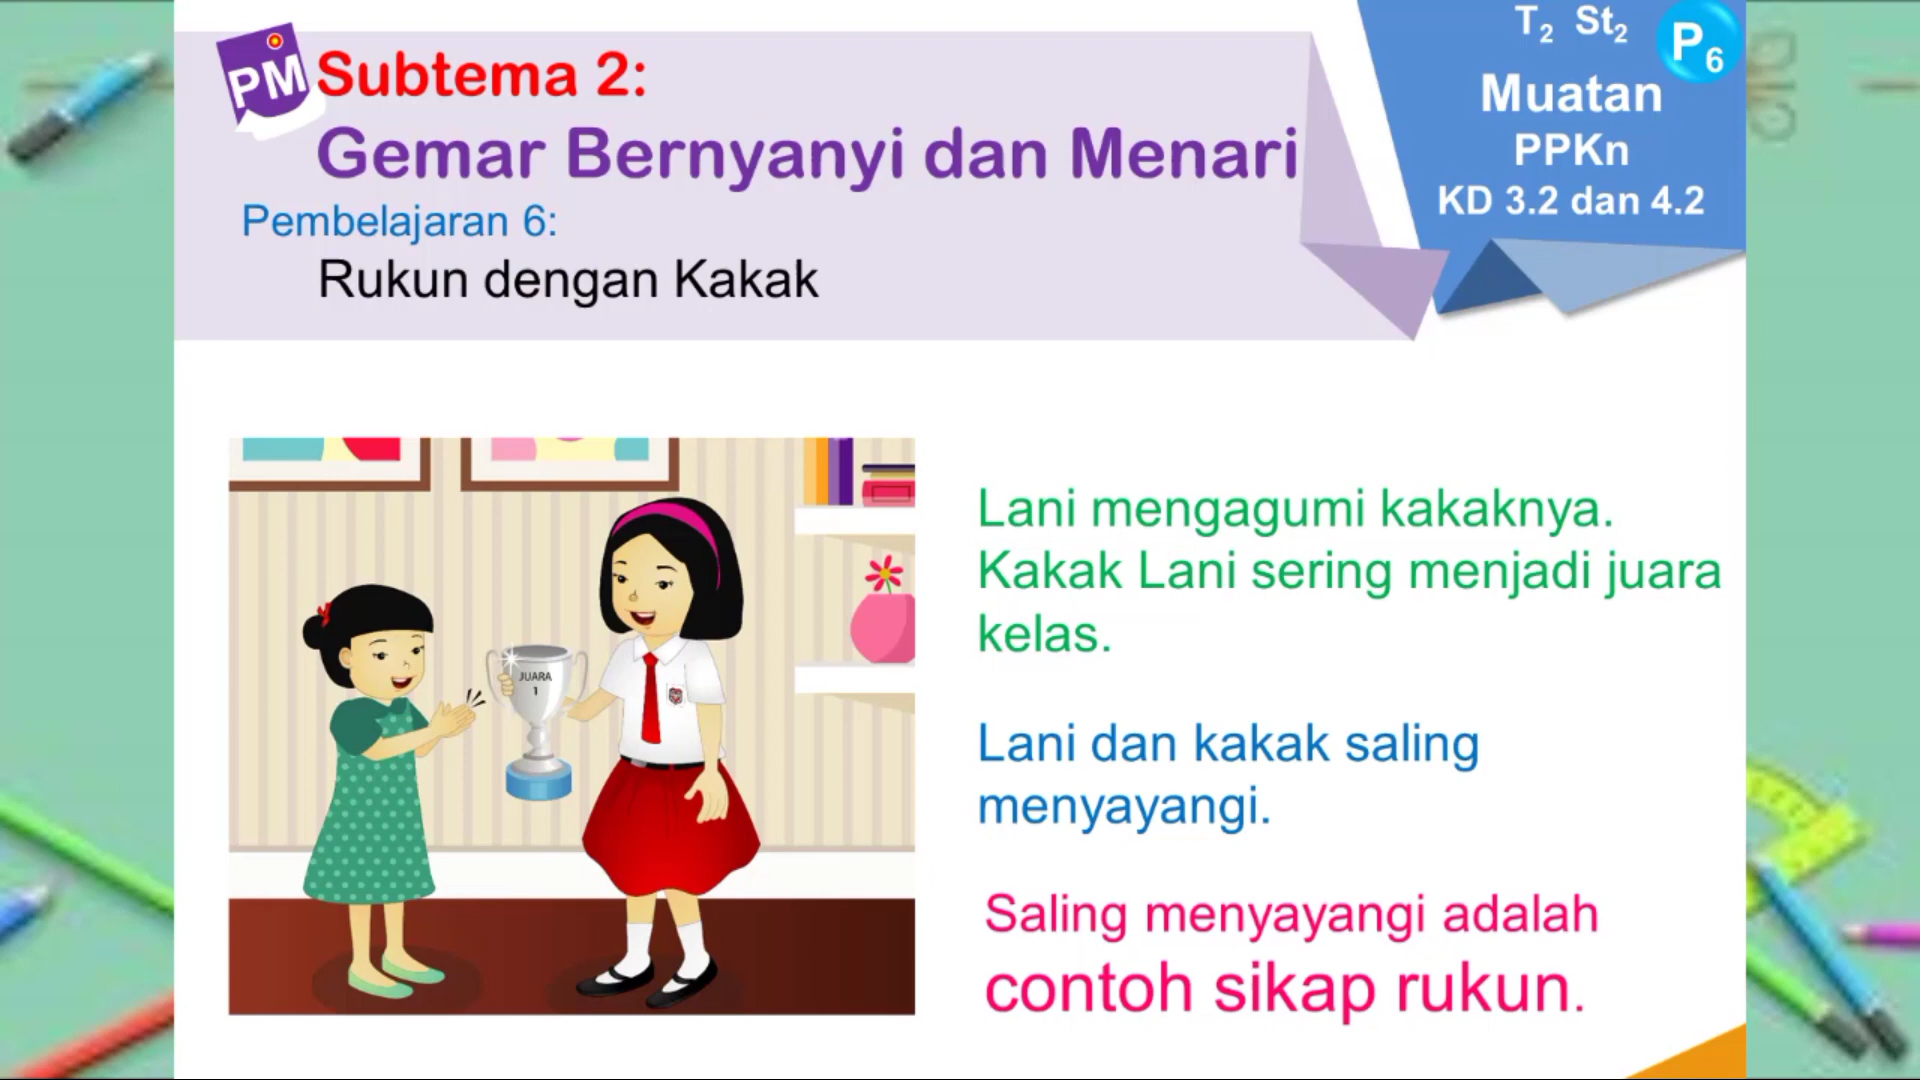 PM
Subtema 2:
Gemar Bernyanyi dan Menari
Pembelajaran 6:
Rukun dengan Kakak
T2 St2
P6
Muatan
PPKn
KD 3.2 dan 4.2
JUARA
1
Lani mengagumi kakaknya.
Kakak Lani sering menjadi juara
kelas.
Lani dan kakak saling
menyayangi.
Saling menyayangi adalah
contoh sikap rukun.